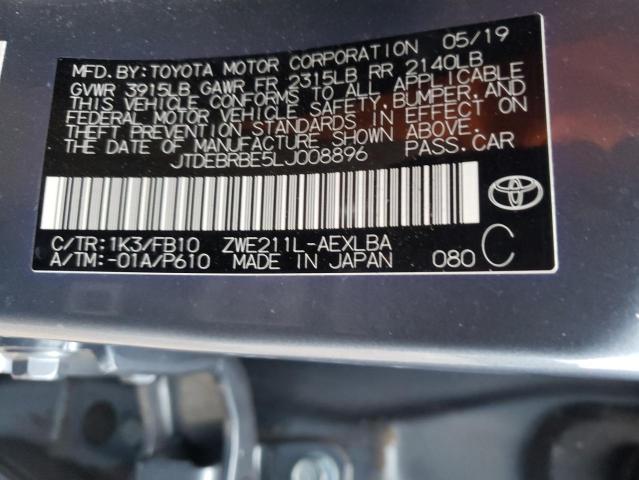 MFD. BY: TOYOTA MOTOR CORPORATION 05/19
GVWR 3915LB GAWR FR 2315LB RR 2140LB
THIS VEHICLE CONFORMS TO ALL APPLICABLE
FEDERAL MOTOR VEHICLE SAFETY, BUMPER, AND
THEFT PREVENTION STANDARDS IN EFFECT ON
THE DATE OF MANUFACTURE SHOWN ABOVE.
JTDEBRBE5LJ008896 PASS. CAR
C/TR: 1K3/FB10 ZWE211L-AEXLBA
A/TM: -01A/P610 MADE IN JAPAN 080 C